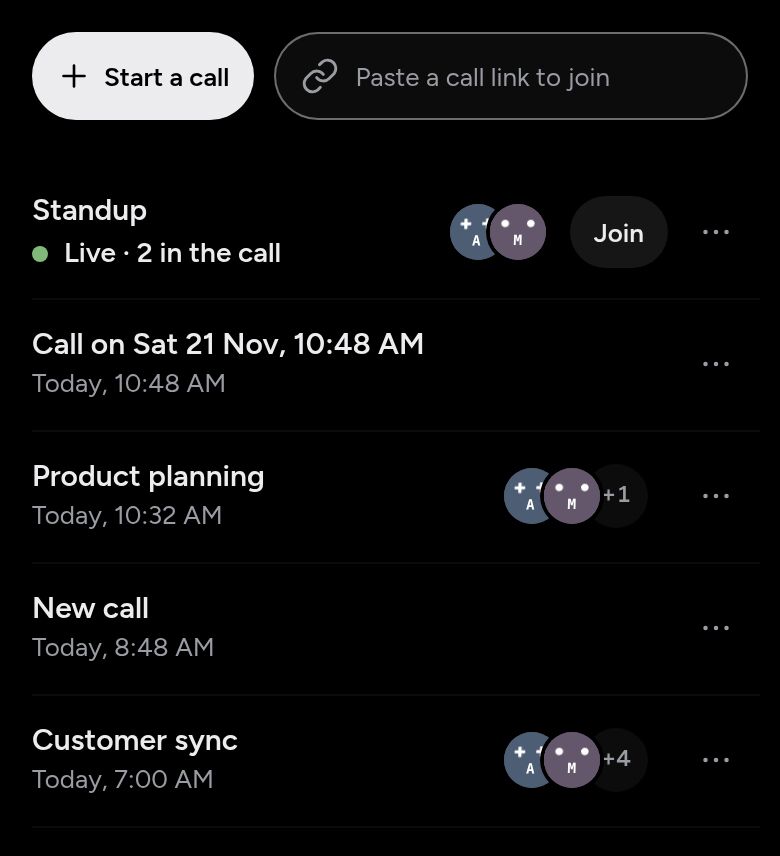 Start a call
Paste a call link to join
Standup
Live · 2 in the call
A
M
Join
Call on Sat 21 Nov, 10:48 AM
Today, 10:48 AM
Product planning
Today, 10:32 AM
A
M
+1
New call
Today, 8:48 AM
Customer sync
Today, 7:00 AM
A
M
+4